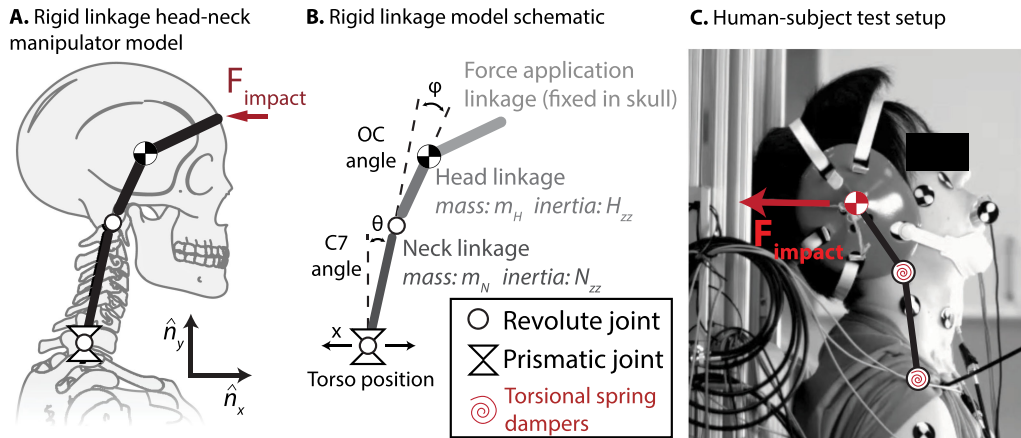 A. Rigid linkage head-neck
manipulator model
F impact
n̂y
n̂x
B. Rigid linkage model schematic
Force application
linkage (fixed in skull)
φ
OC
angle
Head linkage
mass: mH inertia: Hzz
θ
C7
angle
Neck linkage
mass: mN inertia: Nzz
x
Torso position
Revolute joint
Prismatic joint
Torsional spring
dampers
C. Human-subject test setup
F impact